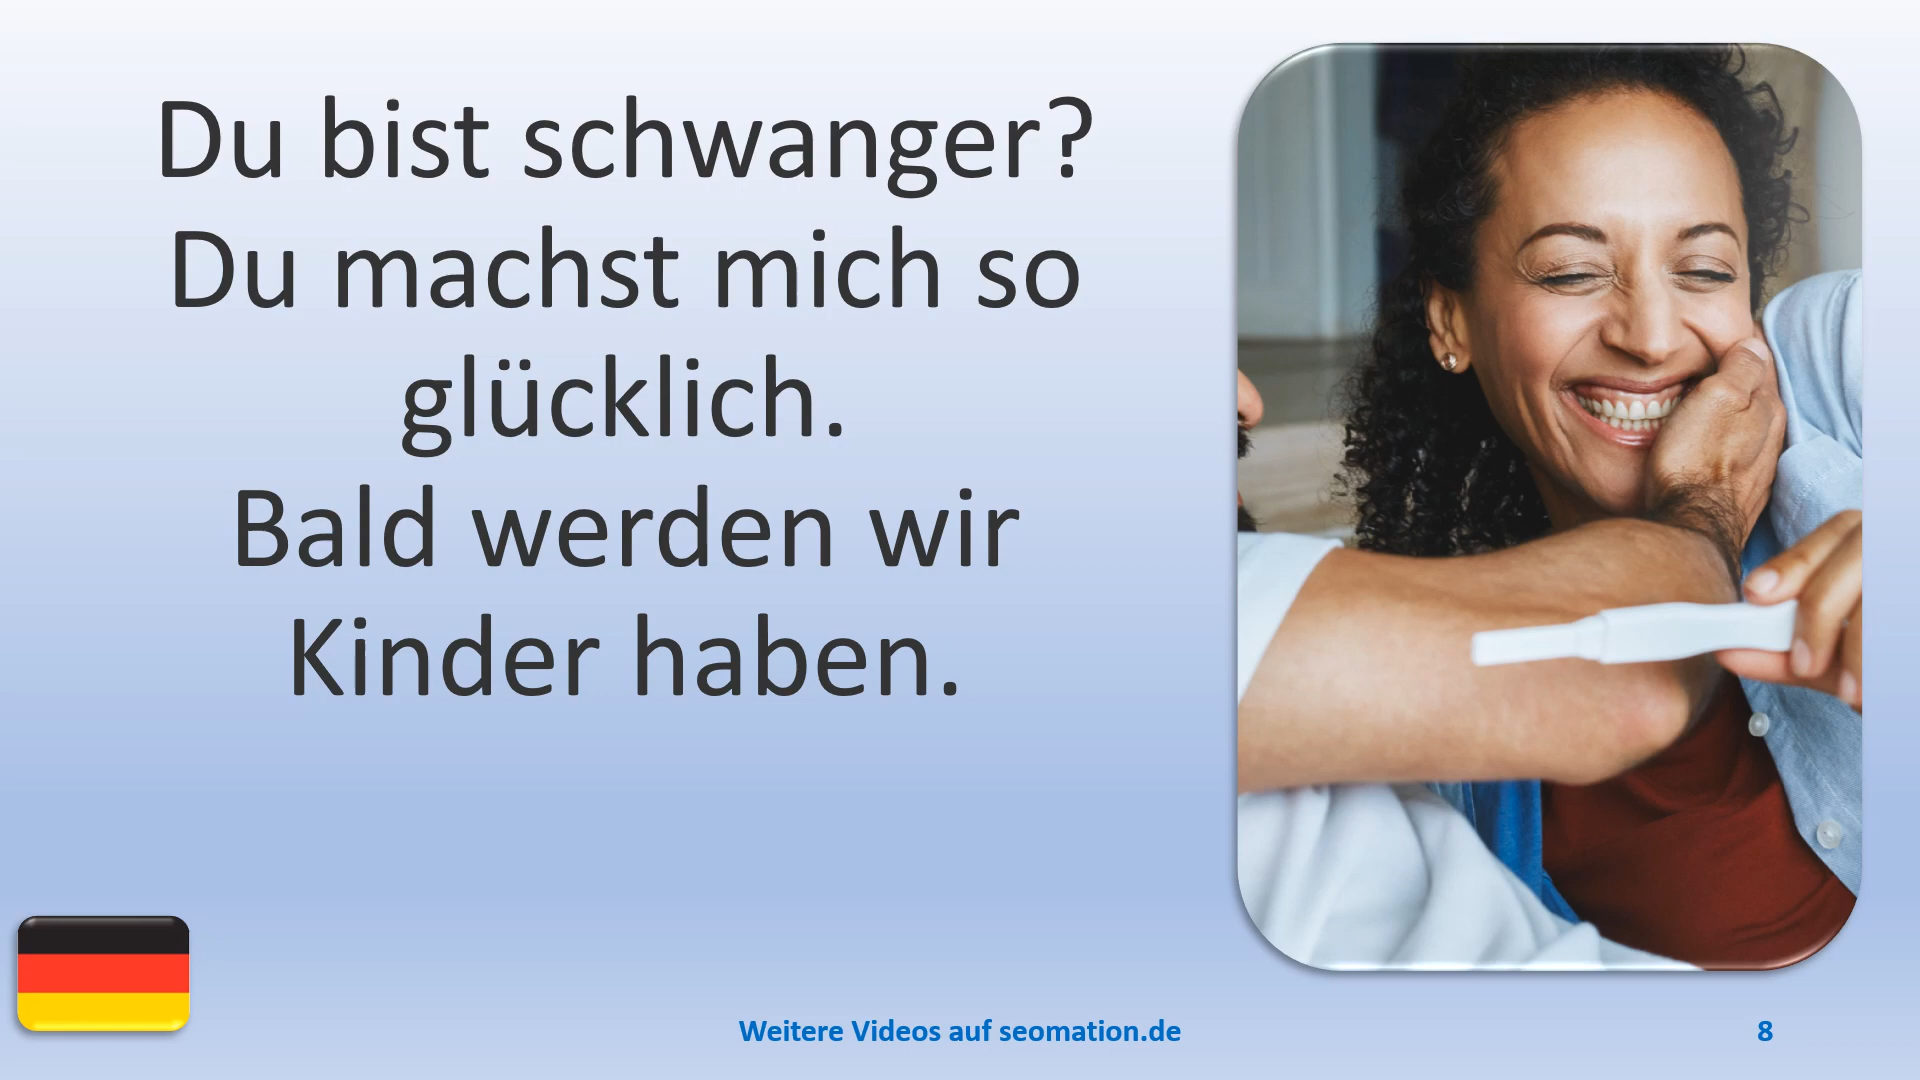 Du bist schwanger?
Du machst mich so
glücklich.
Bald werden wir
Kinder haben.
Weitere Videos auf seomation.de
8